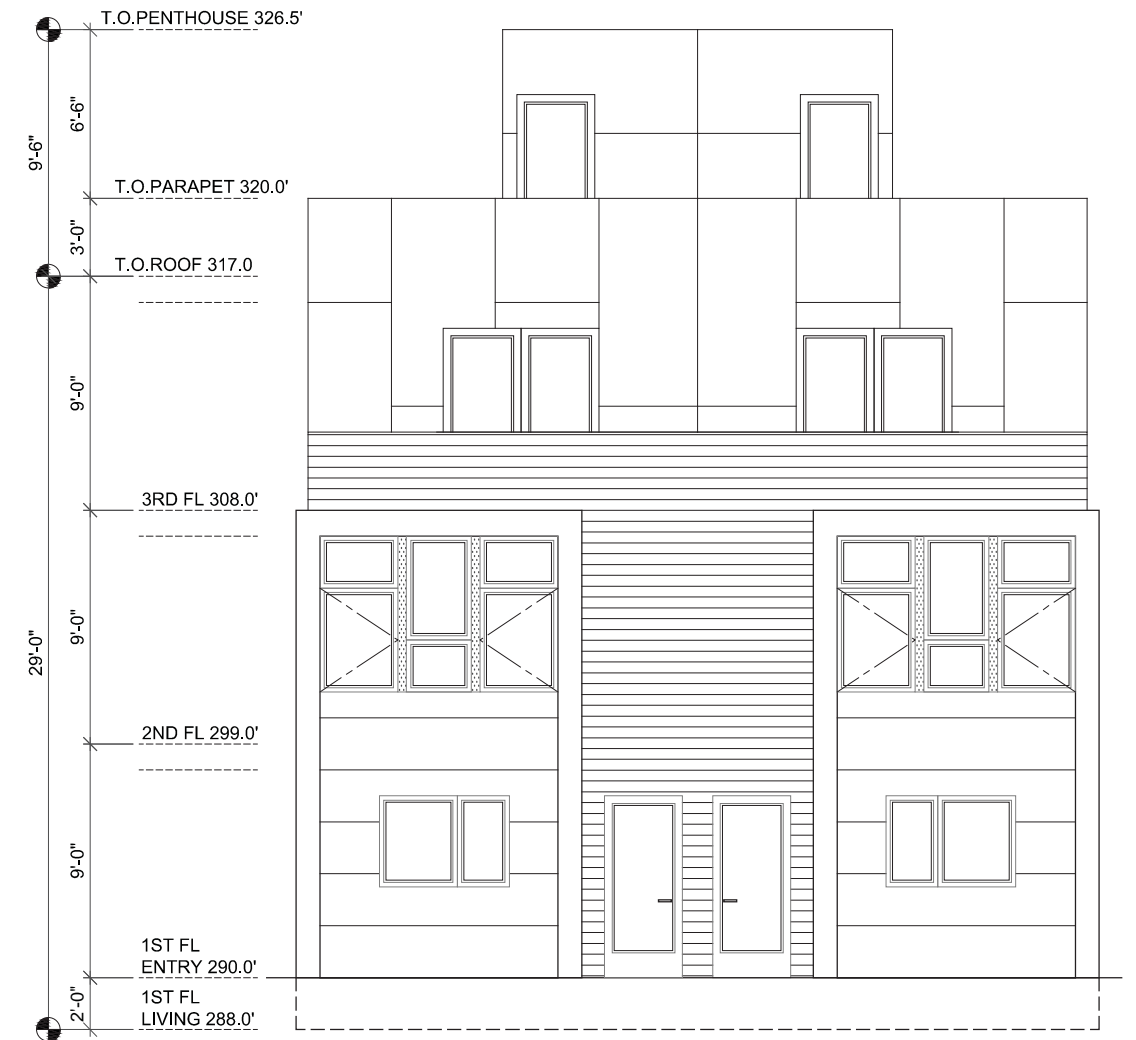 T.O.PENTHOUSE 326.5'
6'-6"
9'-6"
T.O.PARAPET 320.0'
3'-0"
T.O.ROOF 317.0
9'-0"
3RD FL 308.0'
9'-0"
29'-0"
2ND FL 299.0'
9'-0"
1ST FL
ENTRY 290.0'
2'-0"
1ST FL
LIVING 288.0'